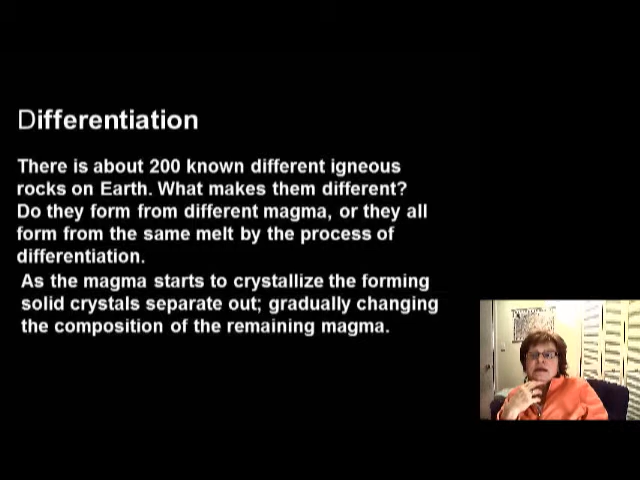 Differentiation
There is about 200 known different igneous
rocks on Earth. What makes them different?
Do they form from different magma, or they all
form from the same melt by the process of
differentiation.
As the magma starts to crystallize the forming
solid crystals separate out; gradually changing
the composition of the remaining magma.